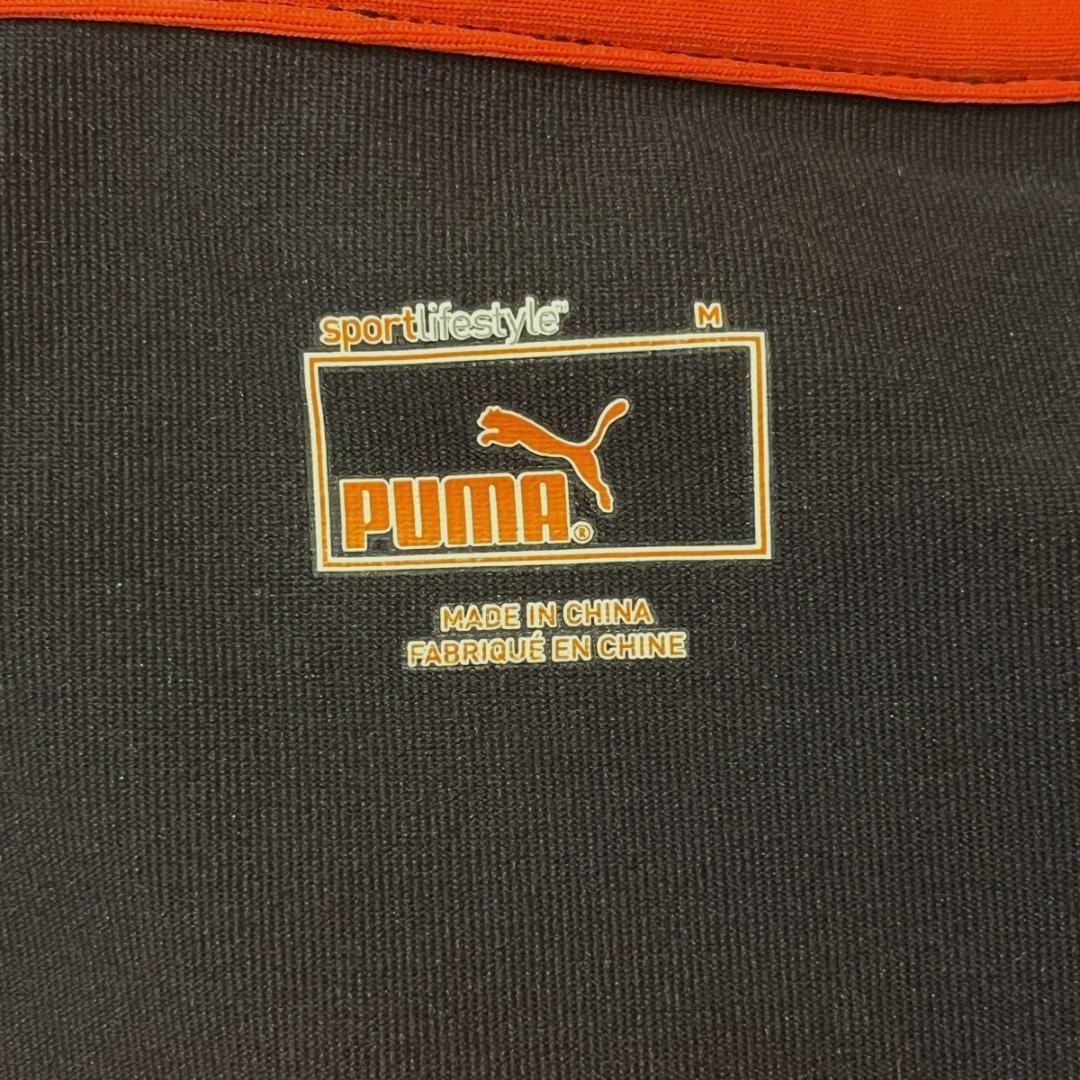 sportlifestyle™ M
PUMA®
MADE IN CHINA
FABRIQUÉ EN CHINE